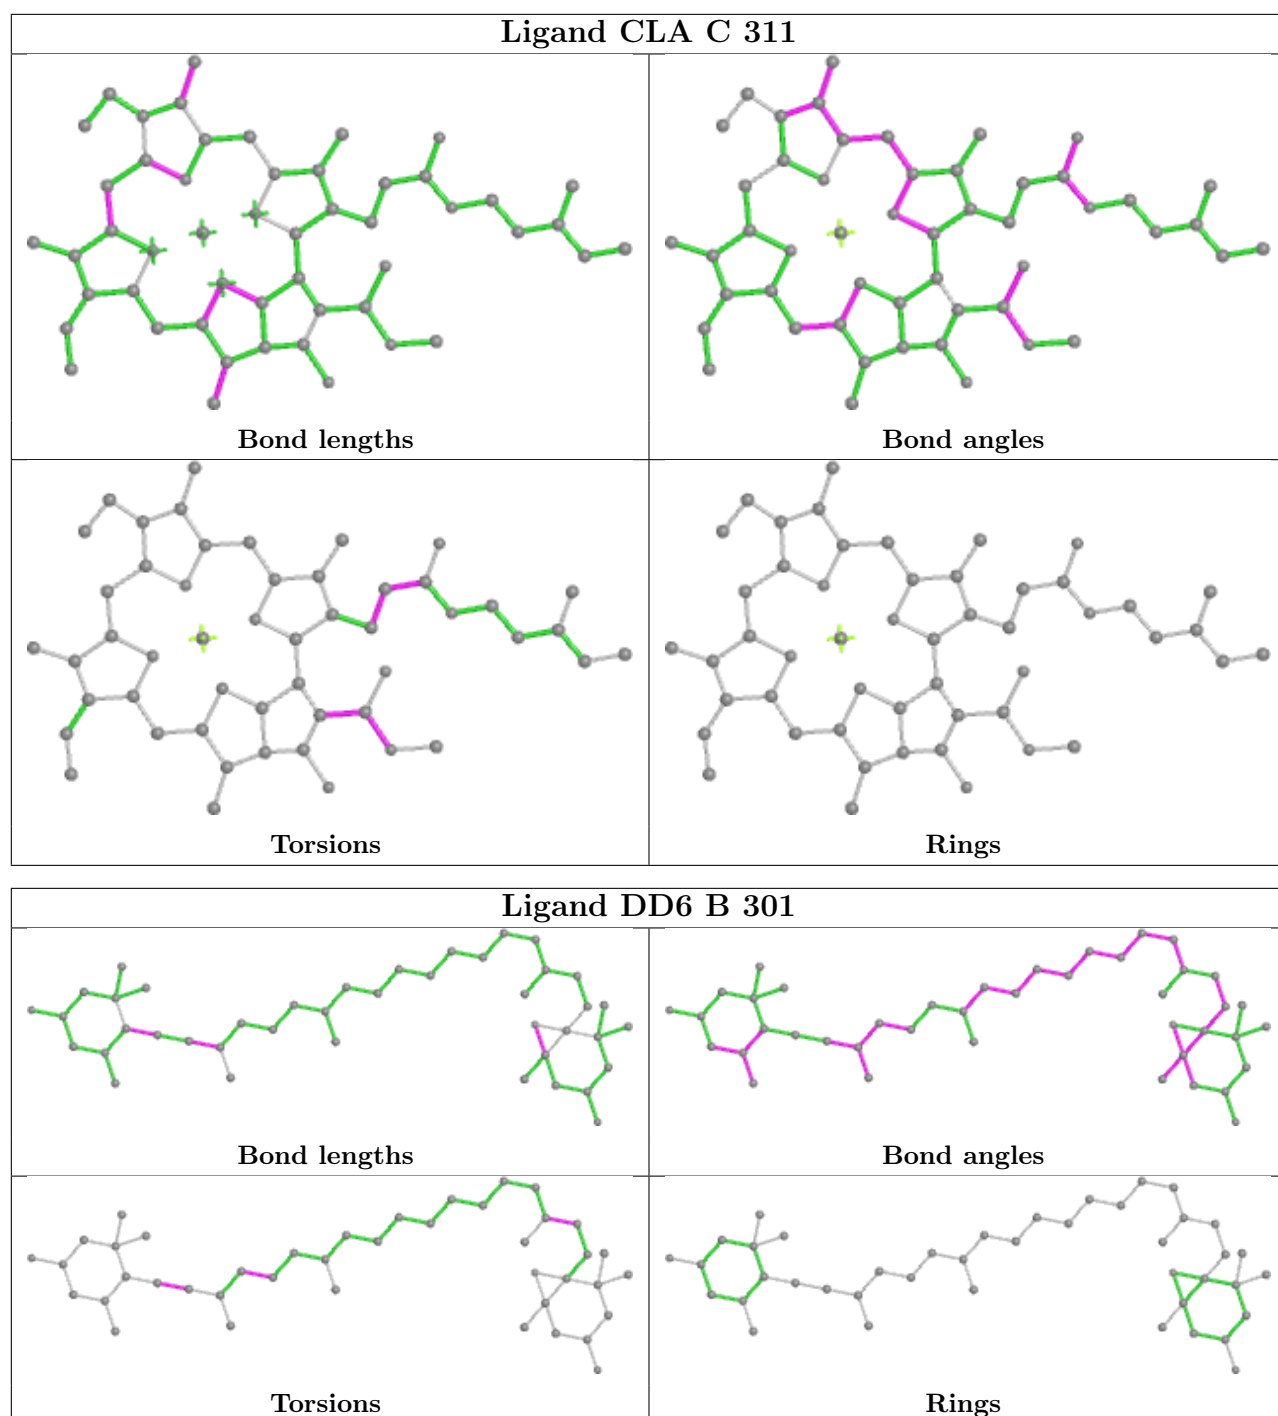 Ligand CLA C 311
Bond lengths
Bond angles
Torsions
Rings
Ligand DD6 B 301
Bond lengths
Bond angles
Torsions
Rings